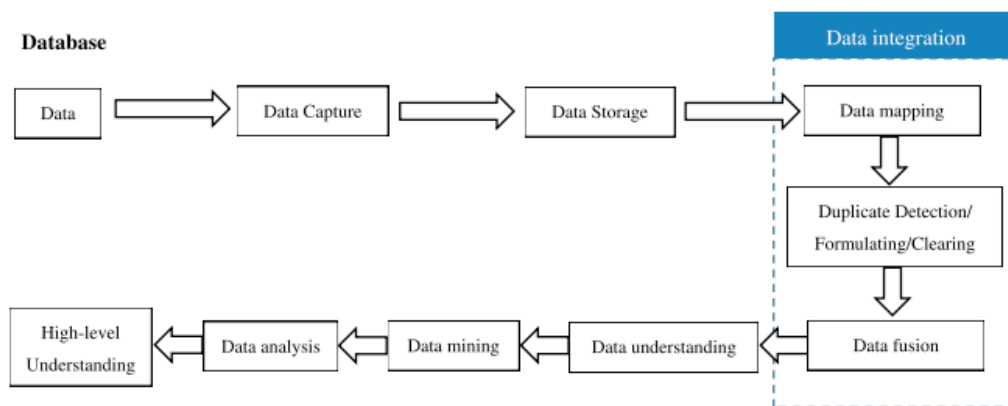 Database
Data integration
Data
Data Capture
Data Storage
Data mapping
Duplicate Detection/
Formulating/Clearing
Data fusion
Data understanding
Data mining
Data analysis
High-level
Understanding